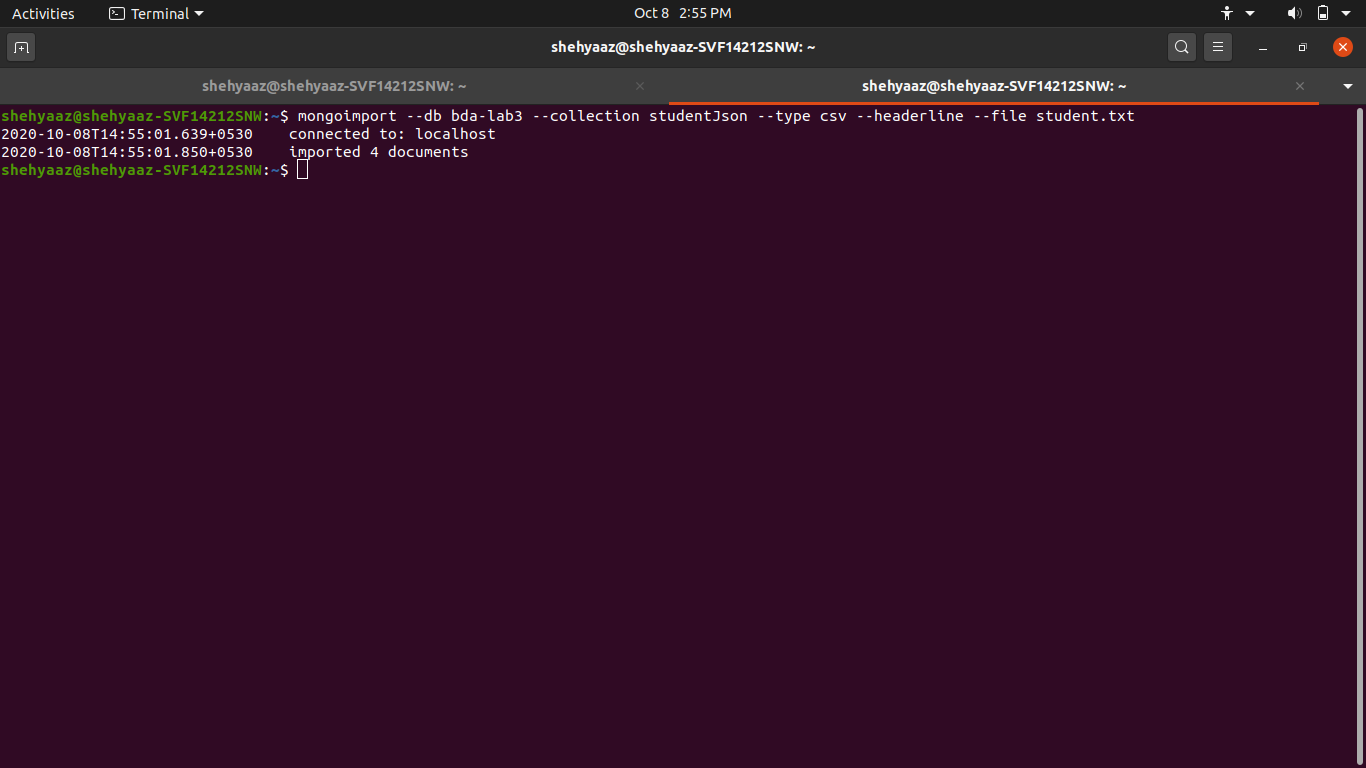 Activities Terminal Oct 8 2:55 PM
shehyaaz@shehyaaz-SVF14212SNW: ~
shehyaaz@shehyaaz-SVF14212SNW: ~ shehyaaz@shehyaaz-SVF14212SNW: ~
shehyaaz@shehyaaz-SVF14212SNW:~$ mongoimport --db bda-lab3 --collection studentJson --type csv --headerline --file student.txt
2020-10-08T14:55:01.639+0530    connected to: localhost
2020-10-08T14:55:01.850+0530    imported 4 documents
shehyaaz@shehyaaz-SVF14212SNW:~$